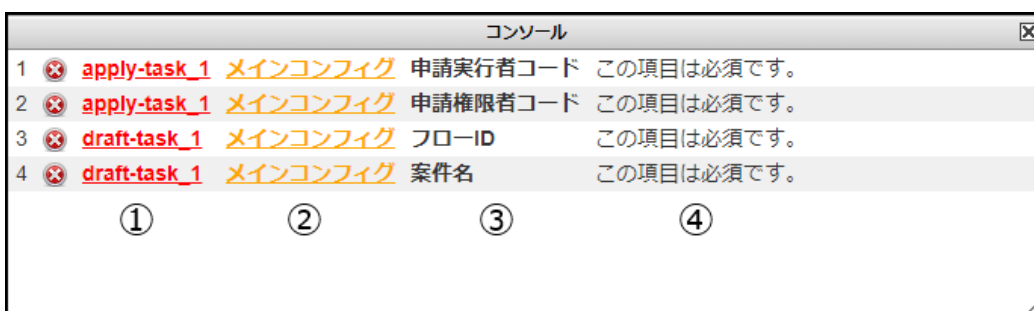 コンソール
1 apply-task_1 メインコンフィグ 申請実行者コード この項目は必須です。
2 apply-task_1 メインコンフィグ 申請権限者コード この項目は必須です。
3 draft-task_1 メインコンフィグ フローID この項目は必須です。
4 draft-task_1 メインコンフィグ 案件名 この項目は必須です。
① ② ③ ④